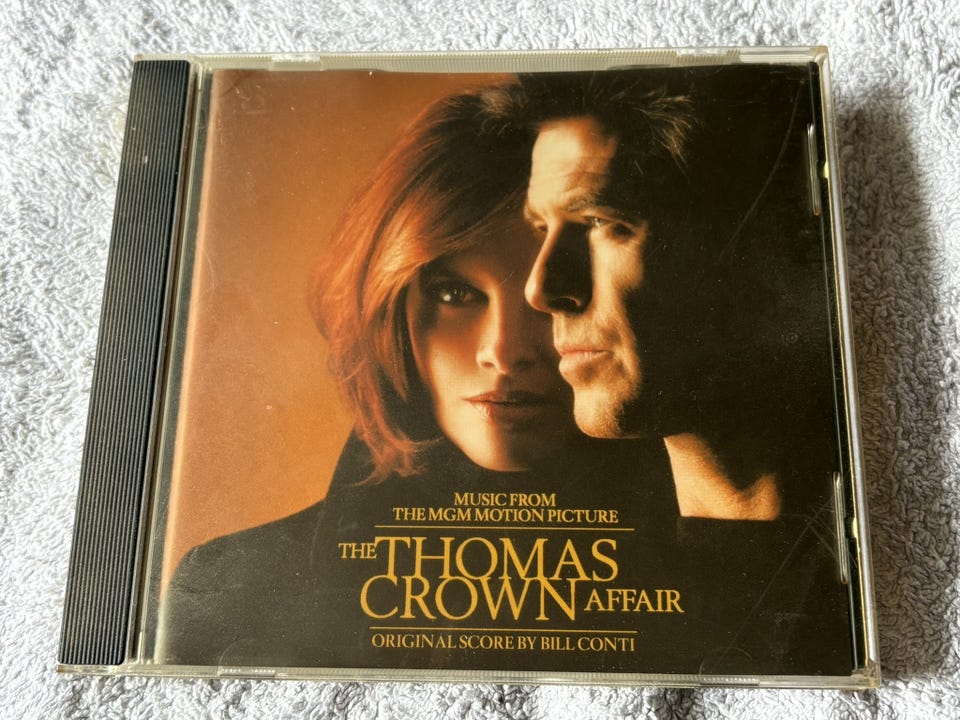 MUSIC FROM
THE MGM MOTION PICTURE
THE THOMAS
CROWN AFFAIR
ORIGINAL SCORE BY BILL CONTI